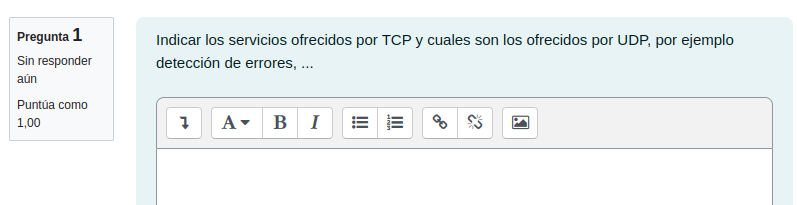 Pregunta 1
Sin responder
aún
Puntúa como
1,00
Indicar los servicios ofrecidos por TCP y cuales son los ofrecidos por UDP, por ejemplo
detección de errores, ...
A B I